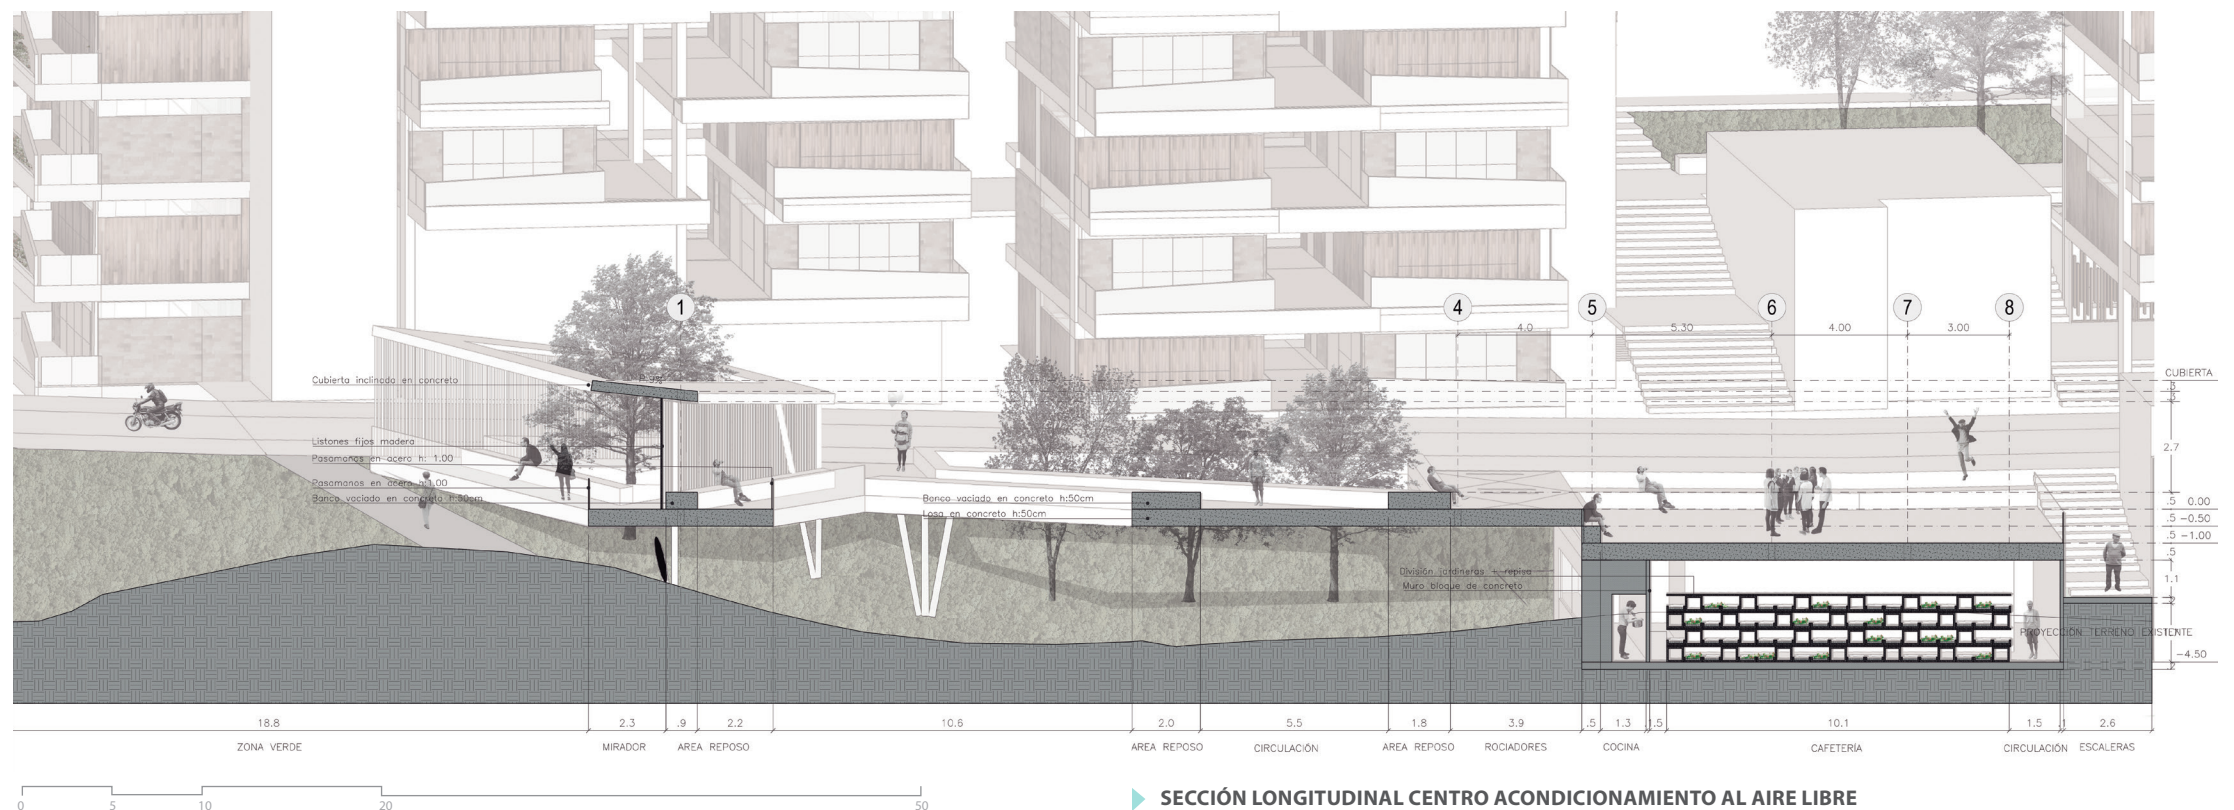 1
4
5
6
7
8
4.0
5.30
4.00
3.00
CUBIERTA
Cubierta inclinada en concreto
.3
.3
Listones fijos madera
Pasamanos en acero h: 1.00
2.7
Pasamanos en acero h:1.00
Banco vaciado en concreto h:50cm
Banco vaciado en concreto h:50cm
Losa en concreto h:50cm
.5 0.00
.5 -0.50
.5 -1.00
.5
División jardineras + repisa
Muro bloque de concreto
1.1
.2
PROYECCIÓN TERRENO EXISTENTE
-4.50
.2
18.8
2.3
.9
2.2
10.6
2.0
5.5
1.8
3.9
.5
1.3
.1
.5
10.1
1.5
.1
2.6
ZONA VERDE
MIRADOR
AREA REPOSO
AREA REPOSO
CIRCULACIÓN
AREA REPOSO
ROCIADORES
COCINA
CAFETERÍA
CIRCULACIÓN
ESCALERAS
0
5
10
20
50
SECCIÓN LONGITUDINAL CENTRO ACONDICIONAMIENTO AL AIRE LIBRE